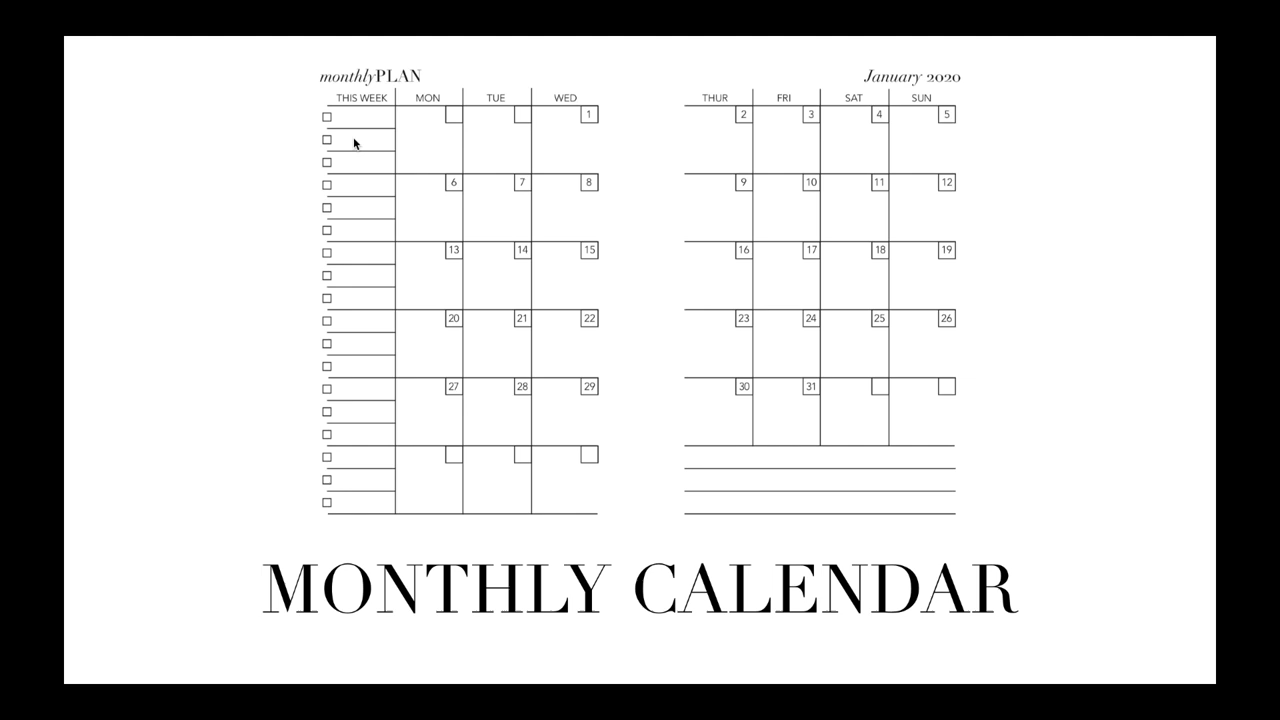 monthlyPLAN January 2020
THIS WEEK MON TUE WED THUR FRI SAT SUN
1 2 3 4 5
6 7 8 9 10 11 12
13 14 15 16 17 18 19
20 21 22 23 24 25 26
27 28 29 30 31
MONTHLY CALENDAR